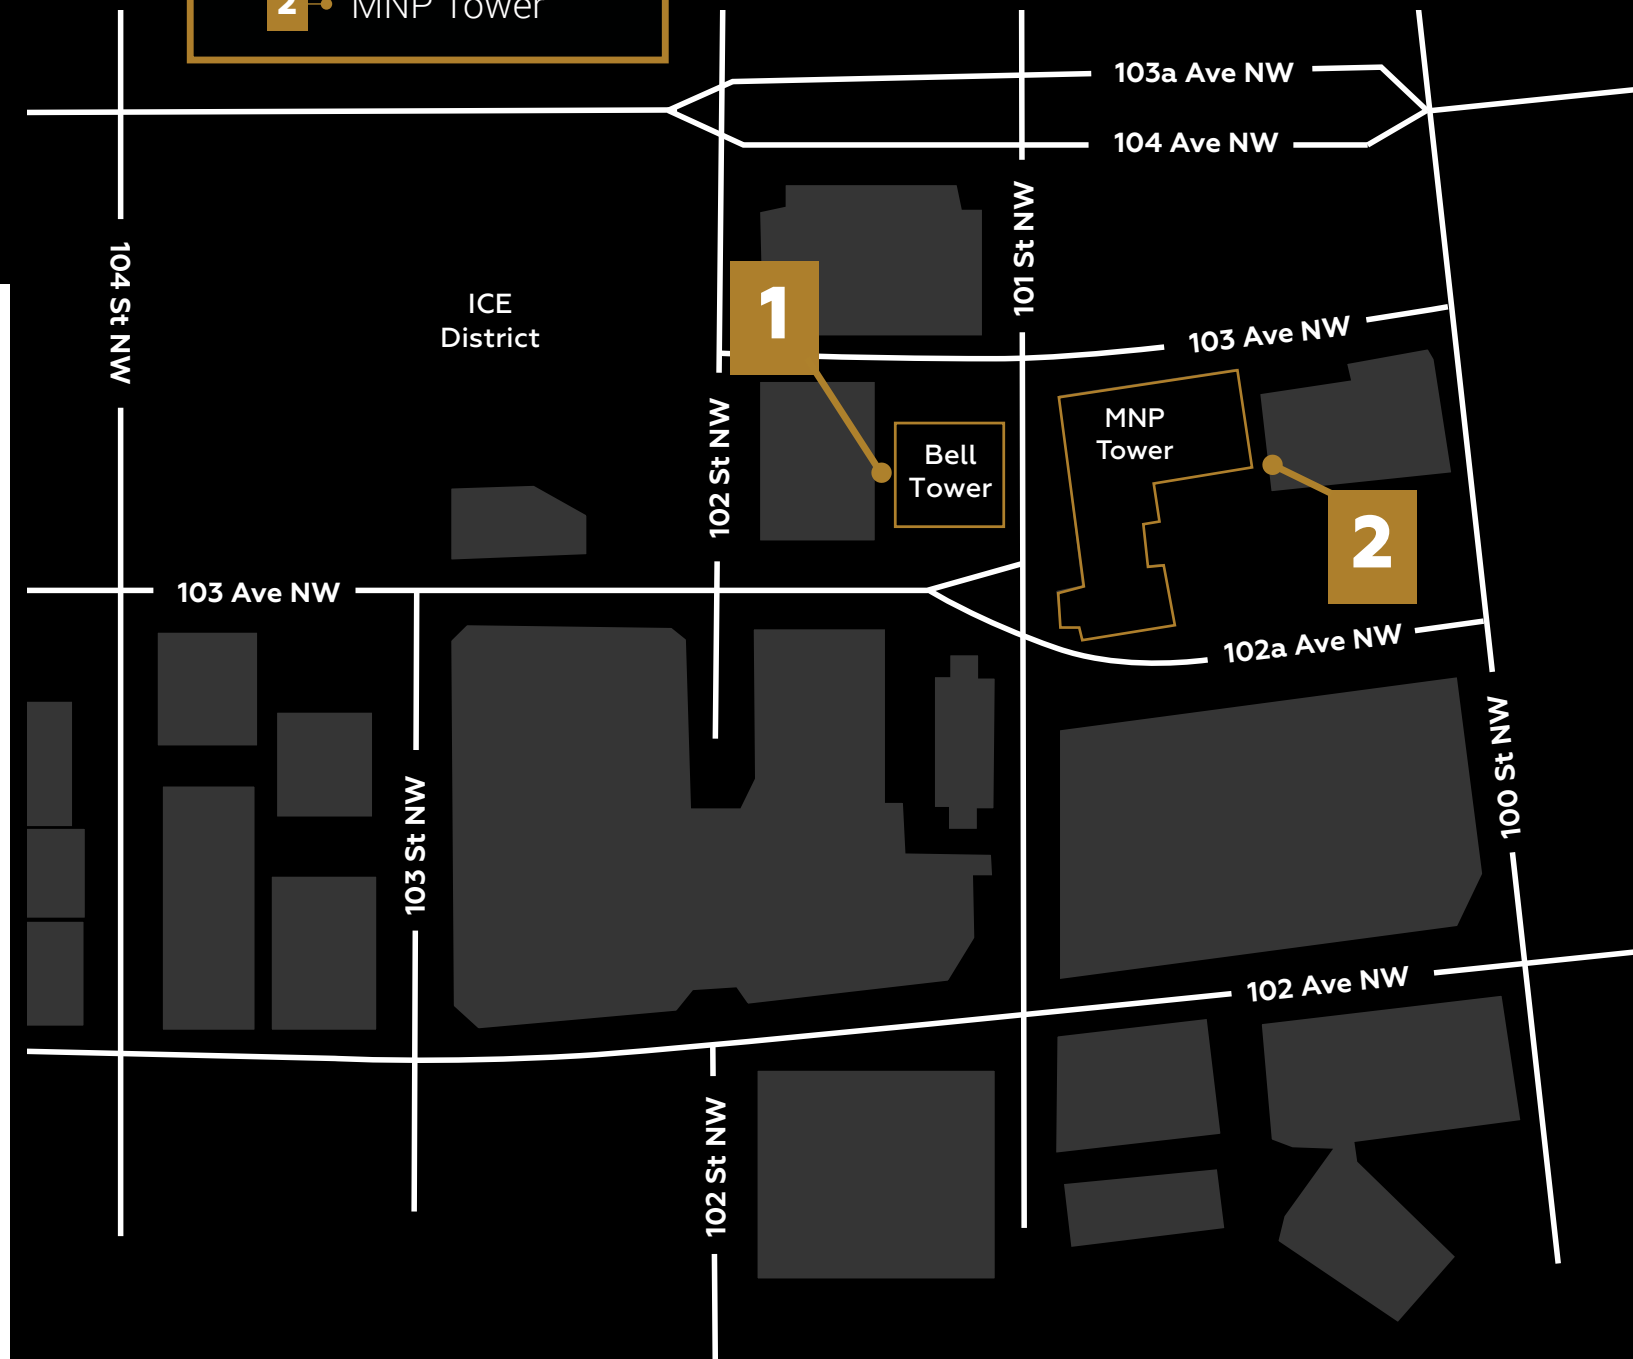 2 MNP Tower
103a Ave NW
104 Ave NW
104 St NW
101 St NW
ICE
District
1
103 Ave NW
102 St NW
MNP
Tower
Bell
Tower
2
103 Ave NW
102a Ave NW
1000 St NW
103 St NW
102 Ave NW
102 St NW